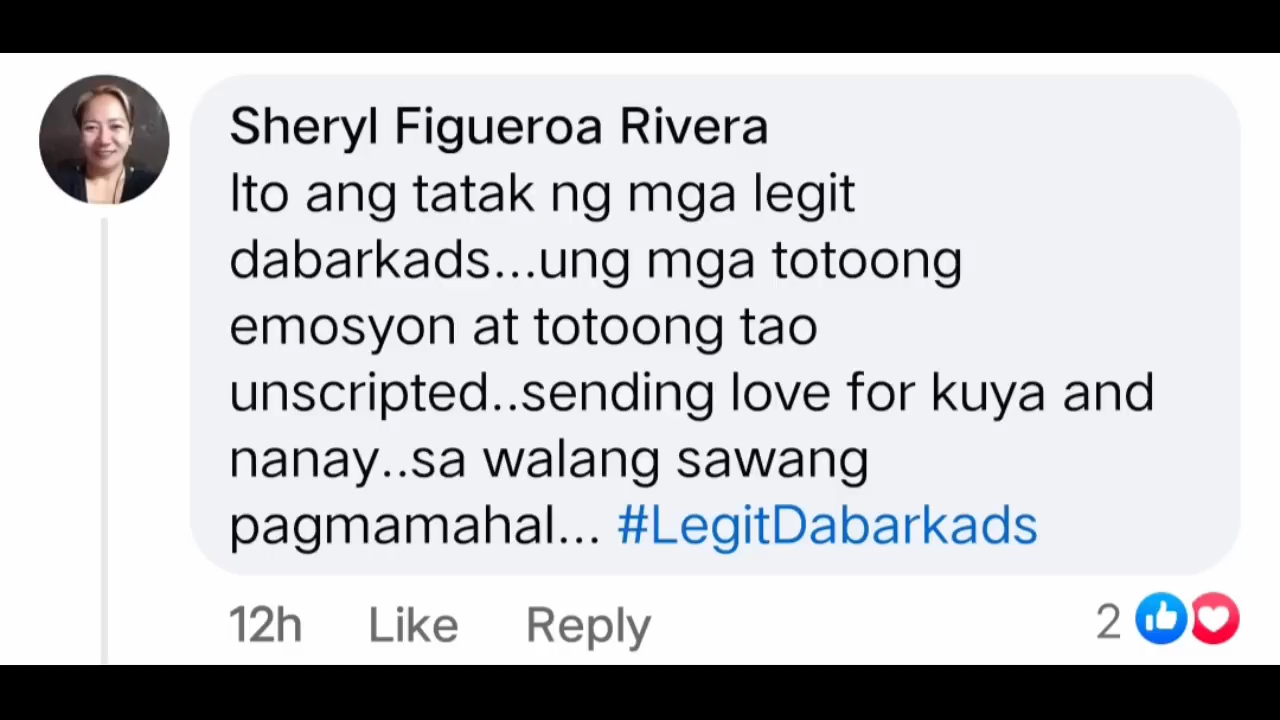 Sheryl Figueroa Rivera
Ito ang tatak ng mga legit
dabarkads...ung mga totoong
emosyon at totoong tao
unscripted..sending love for kuya and
nanay..sa walang sawang
pagmamahal... #LegitDabarkads
12h Like Reply 2